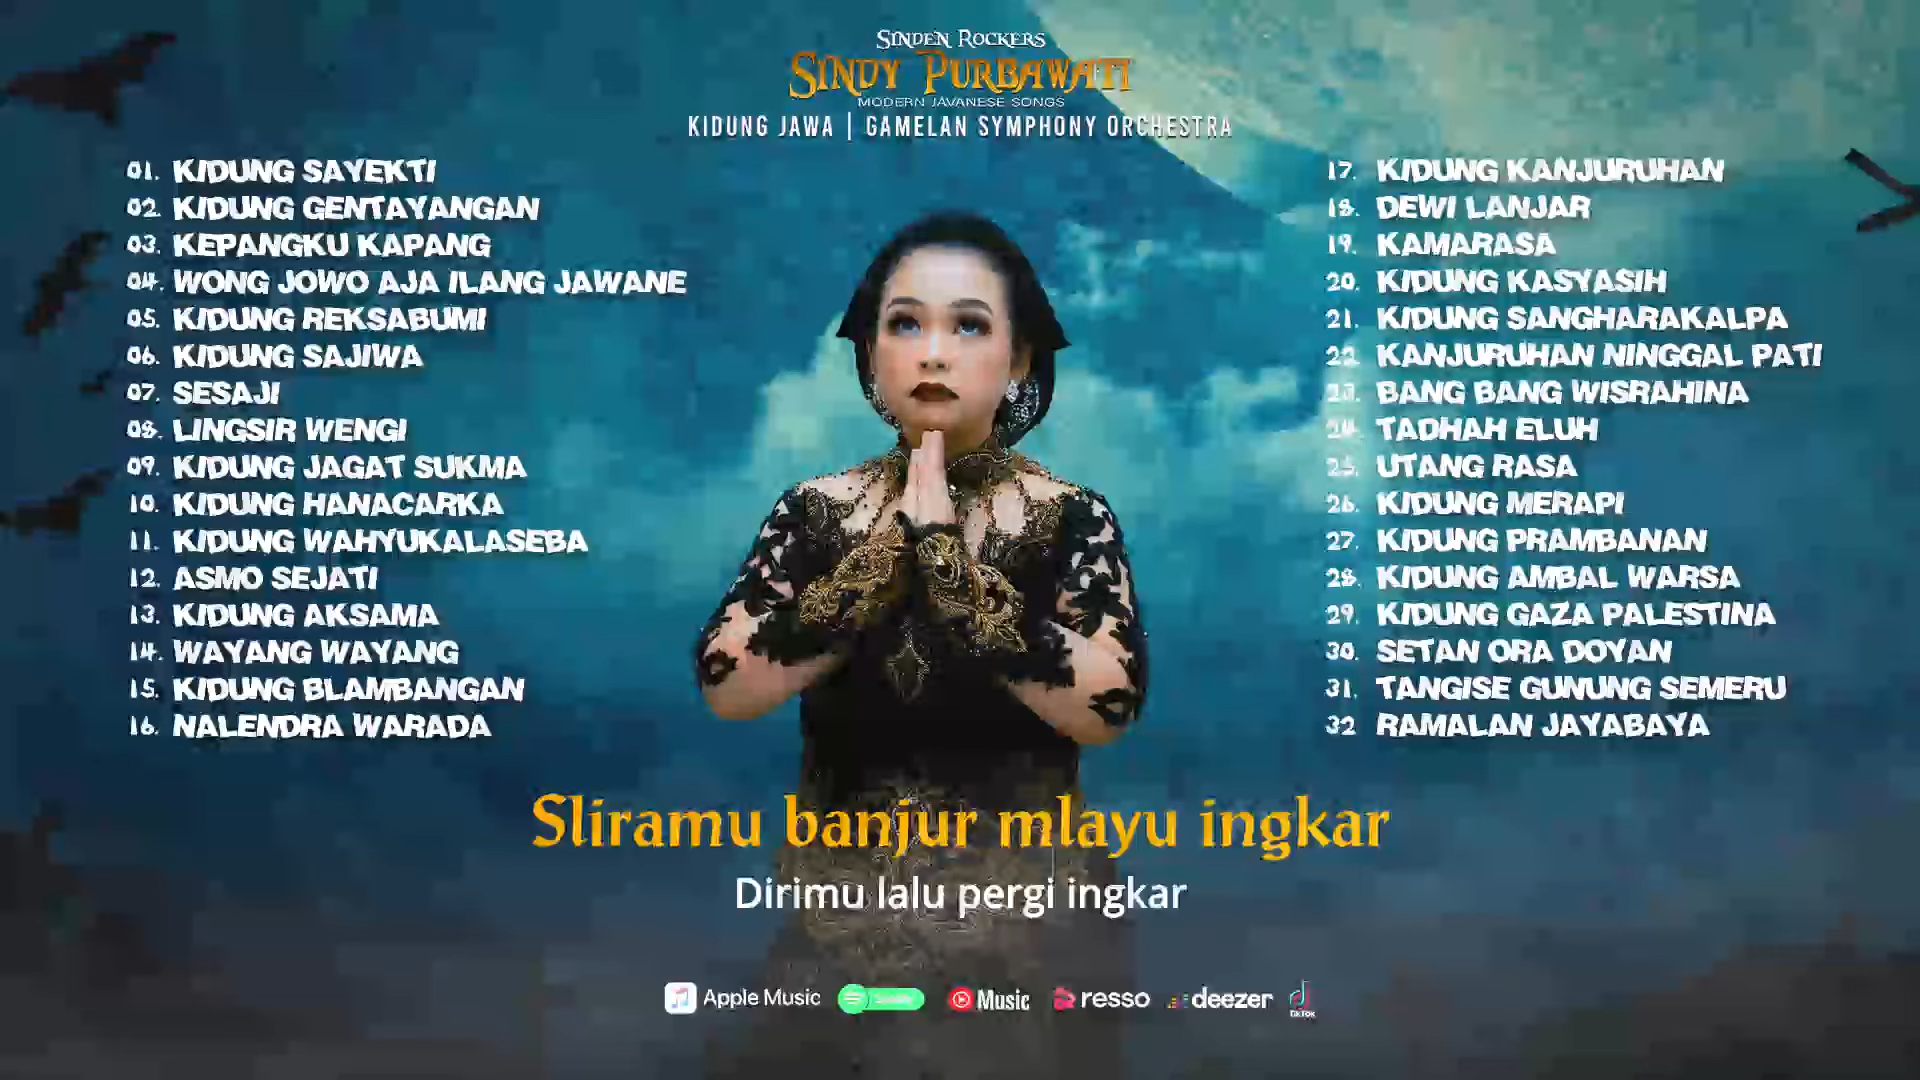 SINDEN ROCKERS
SINDY PURBAWATI
MODERN JAVANESE SONGS
KIDUNG JAWA | GAMELAN SYMPHONY ORCHESTRA
01. KIDUNG SAYEKTI
02. KIDUNG GENTAYANGAN
03. KEPANGKU KAPANG
04. WONG JOWO AJA ILANG JAWANE
05. KIDUNG REKSABUMI
06. KIDUNG SAJIWA
07. SESAJI
08. LINGSIR WENGI
09. KIDUNG JAGAT SUKMA
10. KIDUNG HANACARKA
11. KIDUNG WAHYUKALASEBA
12. ASMO SEJATI
13. KIDUNG AKSAMA
14. WAYANG WAYANG
15. KIDUNG BLAMBANGAN
16. NALENDRA WARADA
17. KIDUNG KANJURUHAN
18. DEWI LANJAR
19. KAMARASA
20. KIDUNG KASYASIH
21. KIDUNG SANGHARAKALPA
22. KANJURUHAN NINGGAL PATI
23. BANG BANG WISRAHINA
24. TADHAH ELUH
25. UTANG RASA
26. KIDUNG MERAPI
27. KIDUNG PRAMBANAN
28. KIDUNG AMBAL WARSA
29. KIDUNG GAZA PALESTINA
30. SETAN ORA DOYAN
31. TANGISE GUNUNG SEMERU
32 RAMALAN JAYABAYA
Sliramu banjur mlayu ingkar
Dirimu lalu pergi ingkar
Apple Music Spotify Music resso deezer TikTok